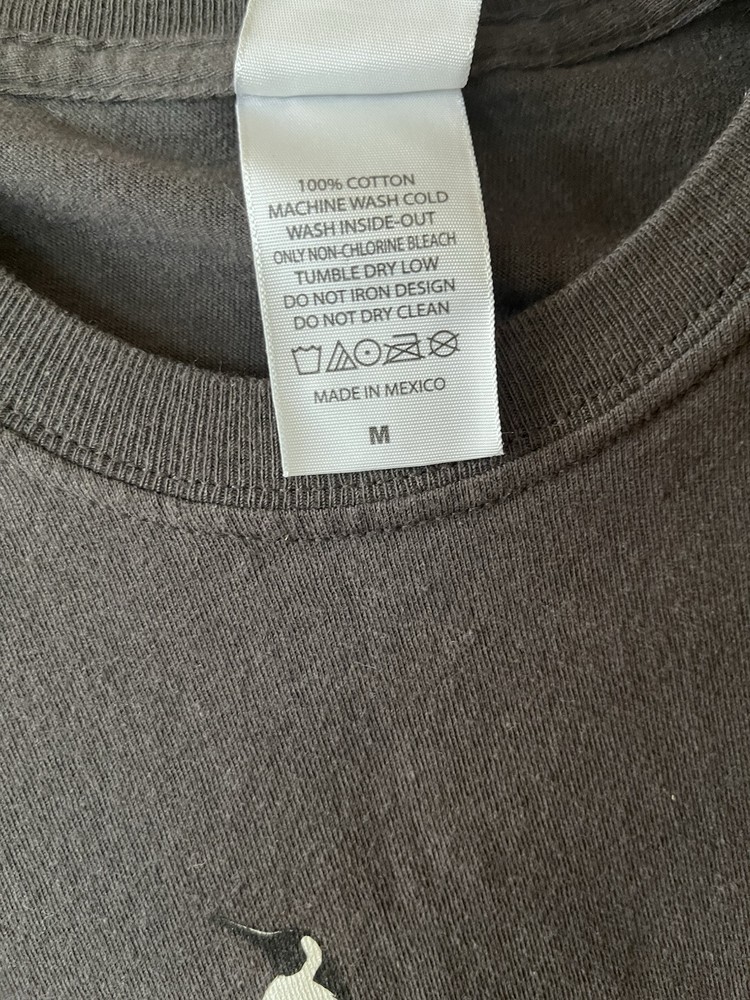 100% COTTON
MACHINE WASH COLD
WASH INSIDE-OUT
ONLY NON-CHLORINE BLEACH
TUMBLE DRY LOW
DO NOT IRON DESIGN
DO NOT DRY CLEAN
MADE IN MEXICO
M